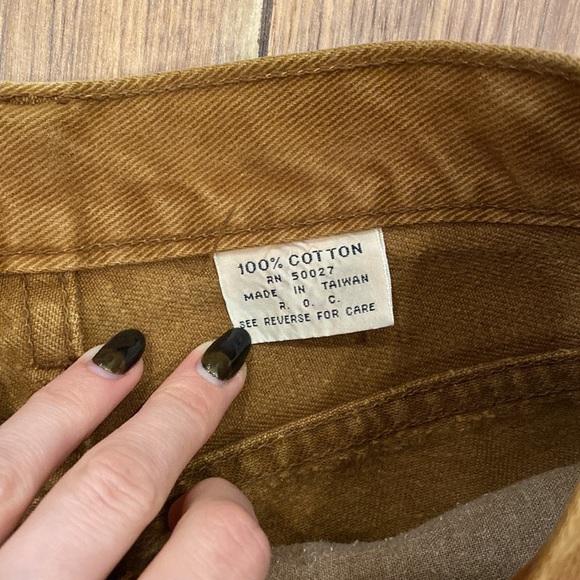 100% COTTON
RN 50027
MADE IN TAIWAN
R. O. C.
SEE REVERSE FOR CARE